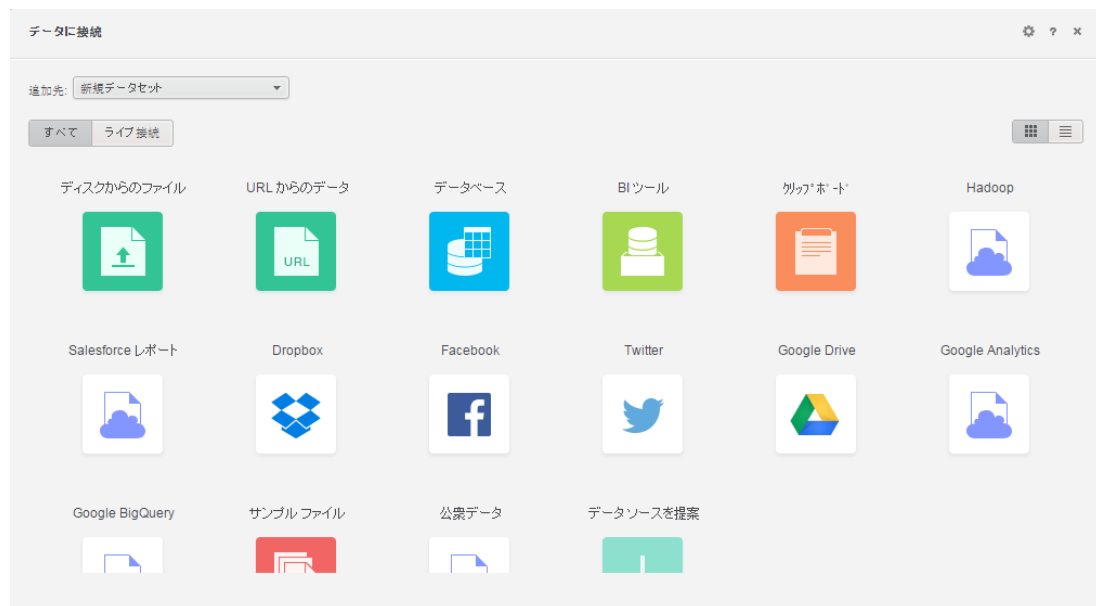 データに接続
? ×
追加先: 新規データセット
すべて ライブ接続
ディスクからのファイル URLからのデータ データベース BIツール ｸﾘｯﾌﾟﾎﾞｰﾄﾞ Hadoop
URL
Salesforce レポート Dropbox Facebook Twitter Google Drive Google Analytics
Google BigQuery サンプル ファイル 公衆データ データソースを提案